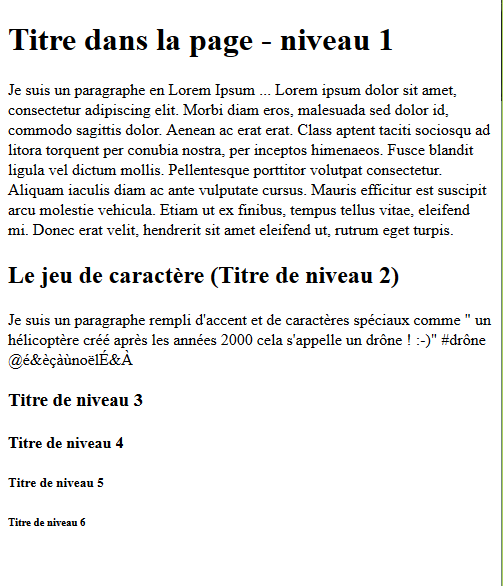 Titre dans la page - niveau 1
Je suis un paragraphe en Lorem Ipsum ... Lorem ipsum dolor sit amet,
consectetur adipiscing elit. Morbi diam eros, malesuada sed dolor id,
commodo sagittis dolor. Aenean ac erat erat. Class aptent taciti sociosqu ad
litora torquent per conubia nostra, per inceptos himenaeos. Fusce blandit
ligula vel dictum mollis. Pellentesque porttitor volutpat consectetur.
Aliquam iaculis diam ac ante vulputate cursus. Mauris efficitur est suscipit
arcu molestie vehicula. Etiam ut ex finibus, tempus tellus vitae, eleifend
mi. Donec erat velit, hendrerit sit amet eleifend ut, rutrum eget turpis.
Le jeu de caractère (Titre de niveau 2)
Je suis un paragraphe rempli d'accent et de caractères spéciaux comme " un
hélicoptère créé après les années 2000 cela s'appelle un drône ! :-)" #drône
@é&èçàùnoëlÉ&À
Titre de niveau 3
Titre de niveau 4
Titre de niveau 5
Titre de niveau 6